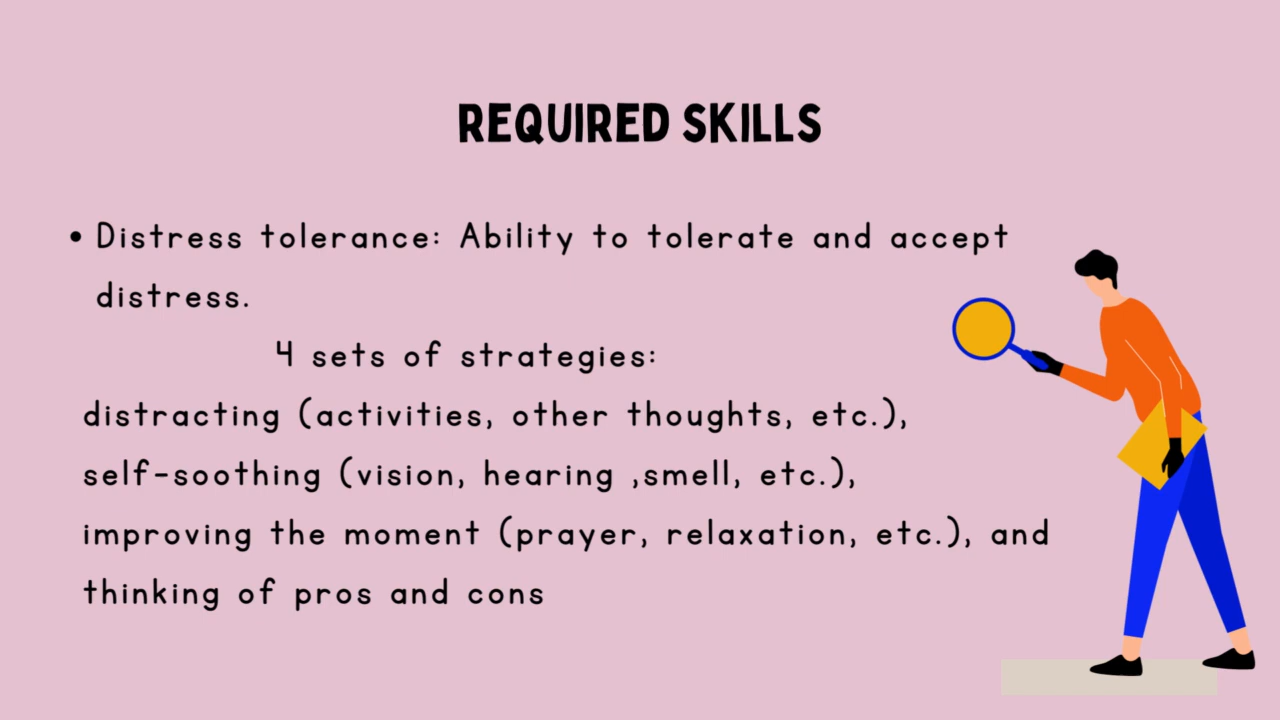 REQUIRED SKILLS
• Distress tolerance: Ability to tolerate and accept
distress.
4 sets of strategies:
distracting (activities, other thoughts, etc.),
self-soothing (vision, hearing ,smell, etc.),
improving the moment (prayer, relaxation, etc.), and
thinking of pros and cons